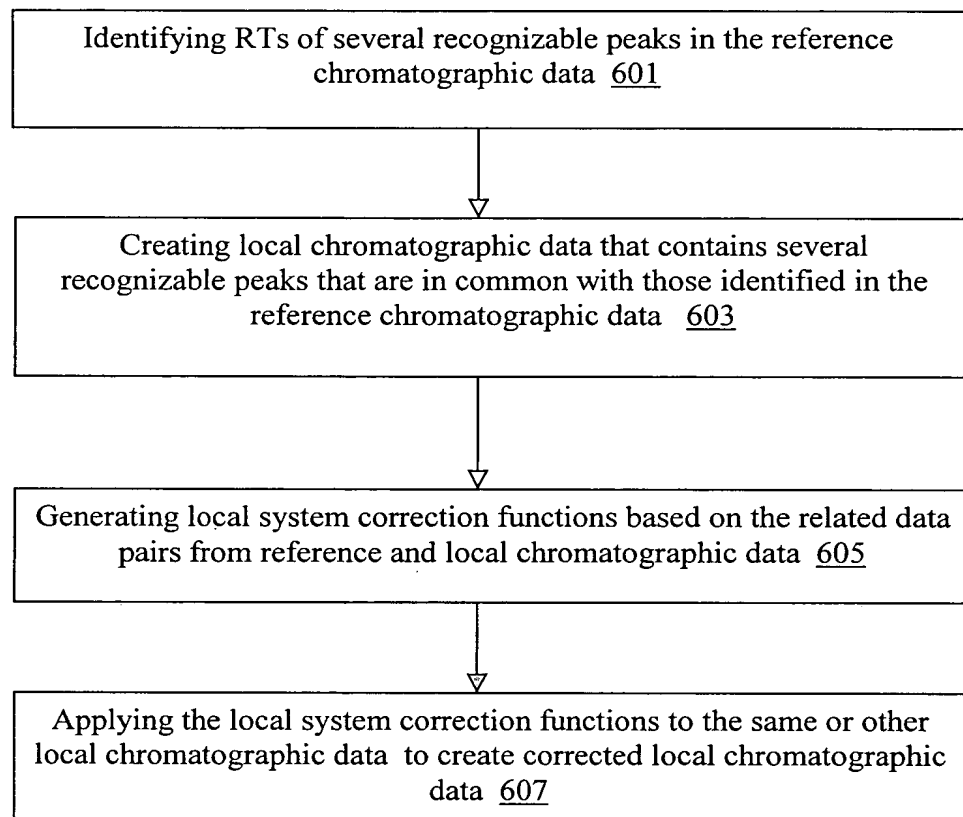 Identifying RTs of several recognizable peaks in the reference
chromatographic data 601
Creating local chromatographic data that contains several
recognizable peaks that are in common with those identified in the
reference chromatographic data 603
Generating local system correction functions based on the related data
pairs from reference and local chromatographic data 605
Applying the local system correction functions to the same or other
local chromatographic data to create corrected local chromatographic
data 607